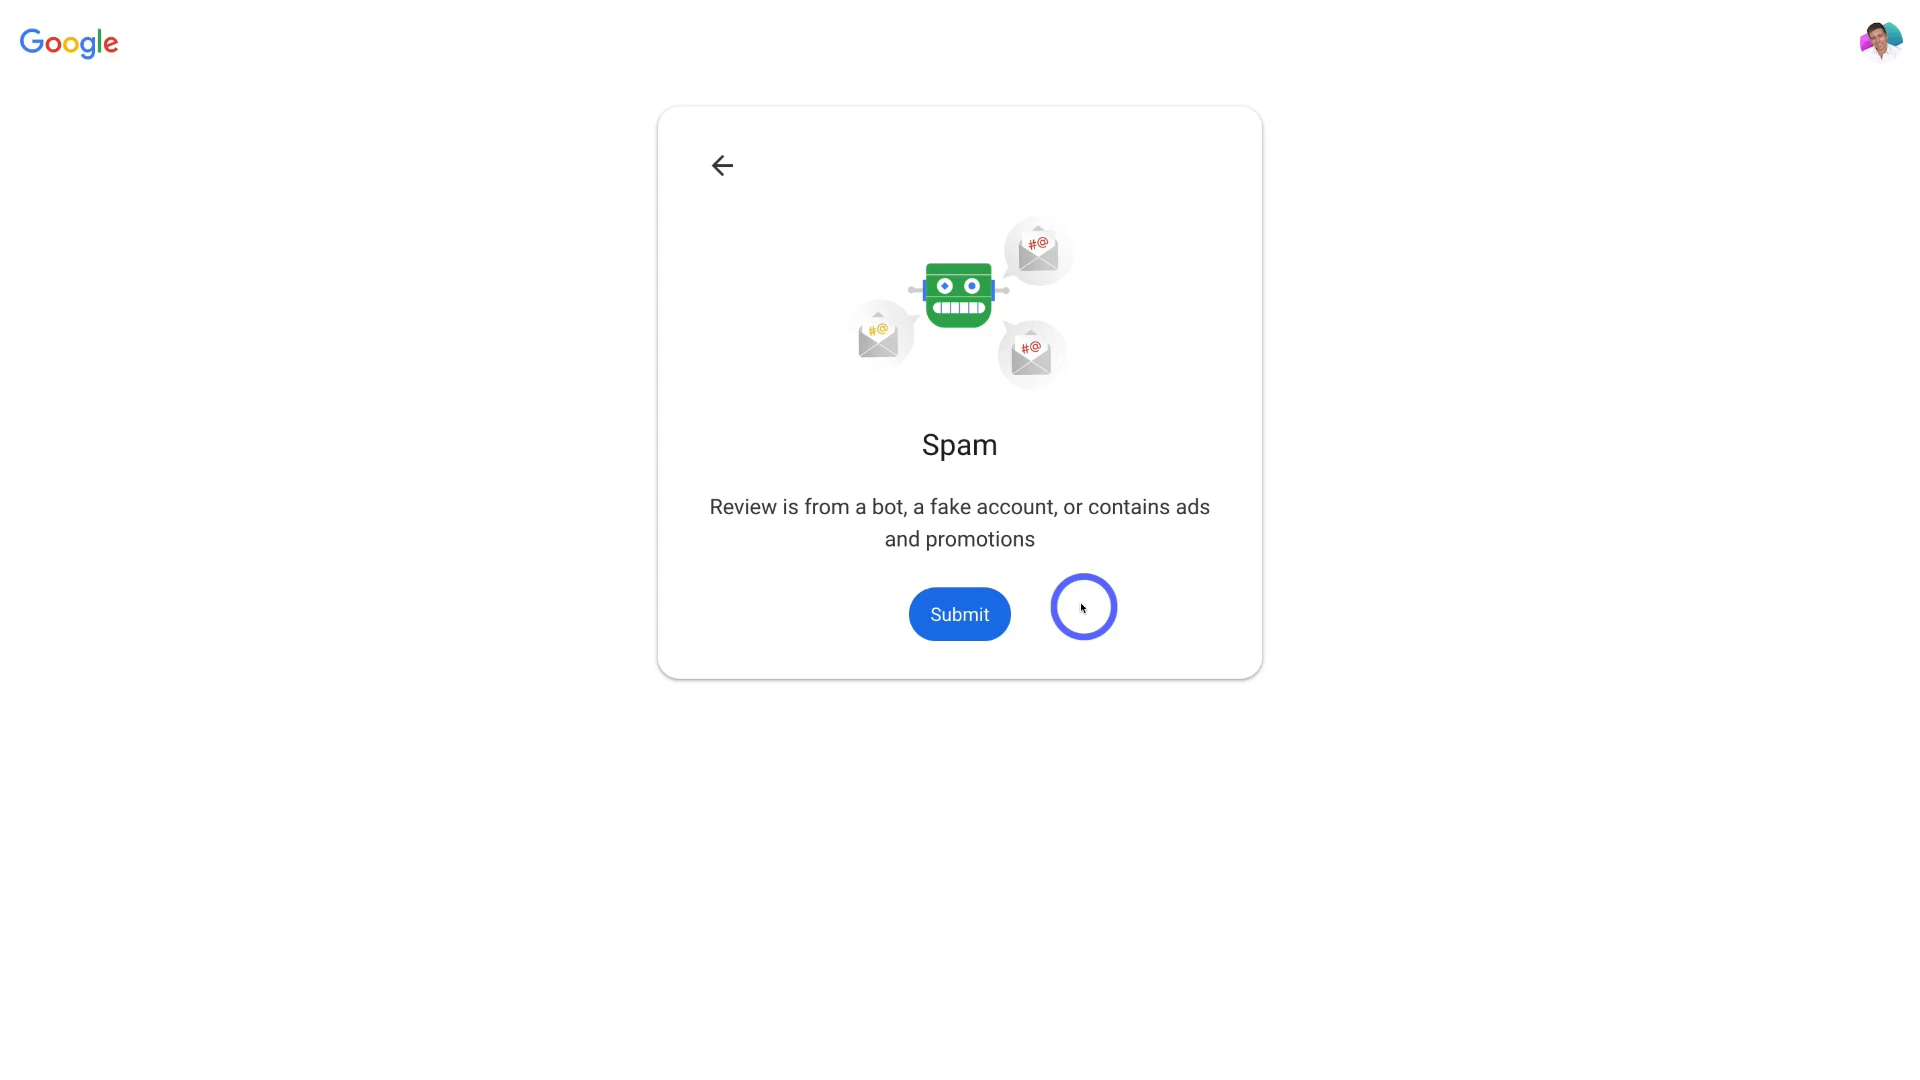 Google
#@
#@
#@
Spam
Review is from a bot, a fake account, or contains ads
and promotions
Submit